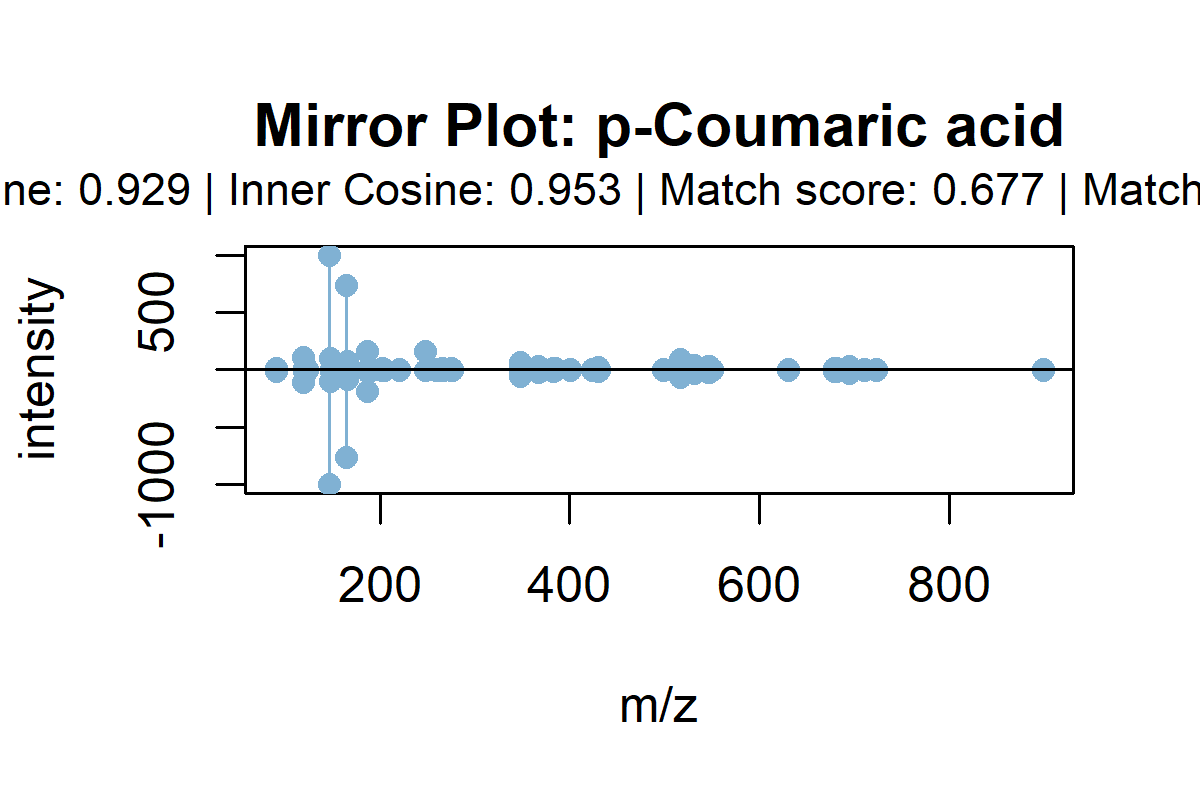 Mirror Plot: p-Coumaric acid
ne: 0.929 | Inner Cosine: 0.953 | Match score: 0.677 | Match
intensity
500
-1000
200 400 600 800
m/z